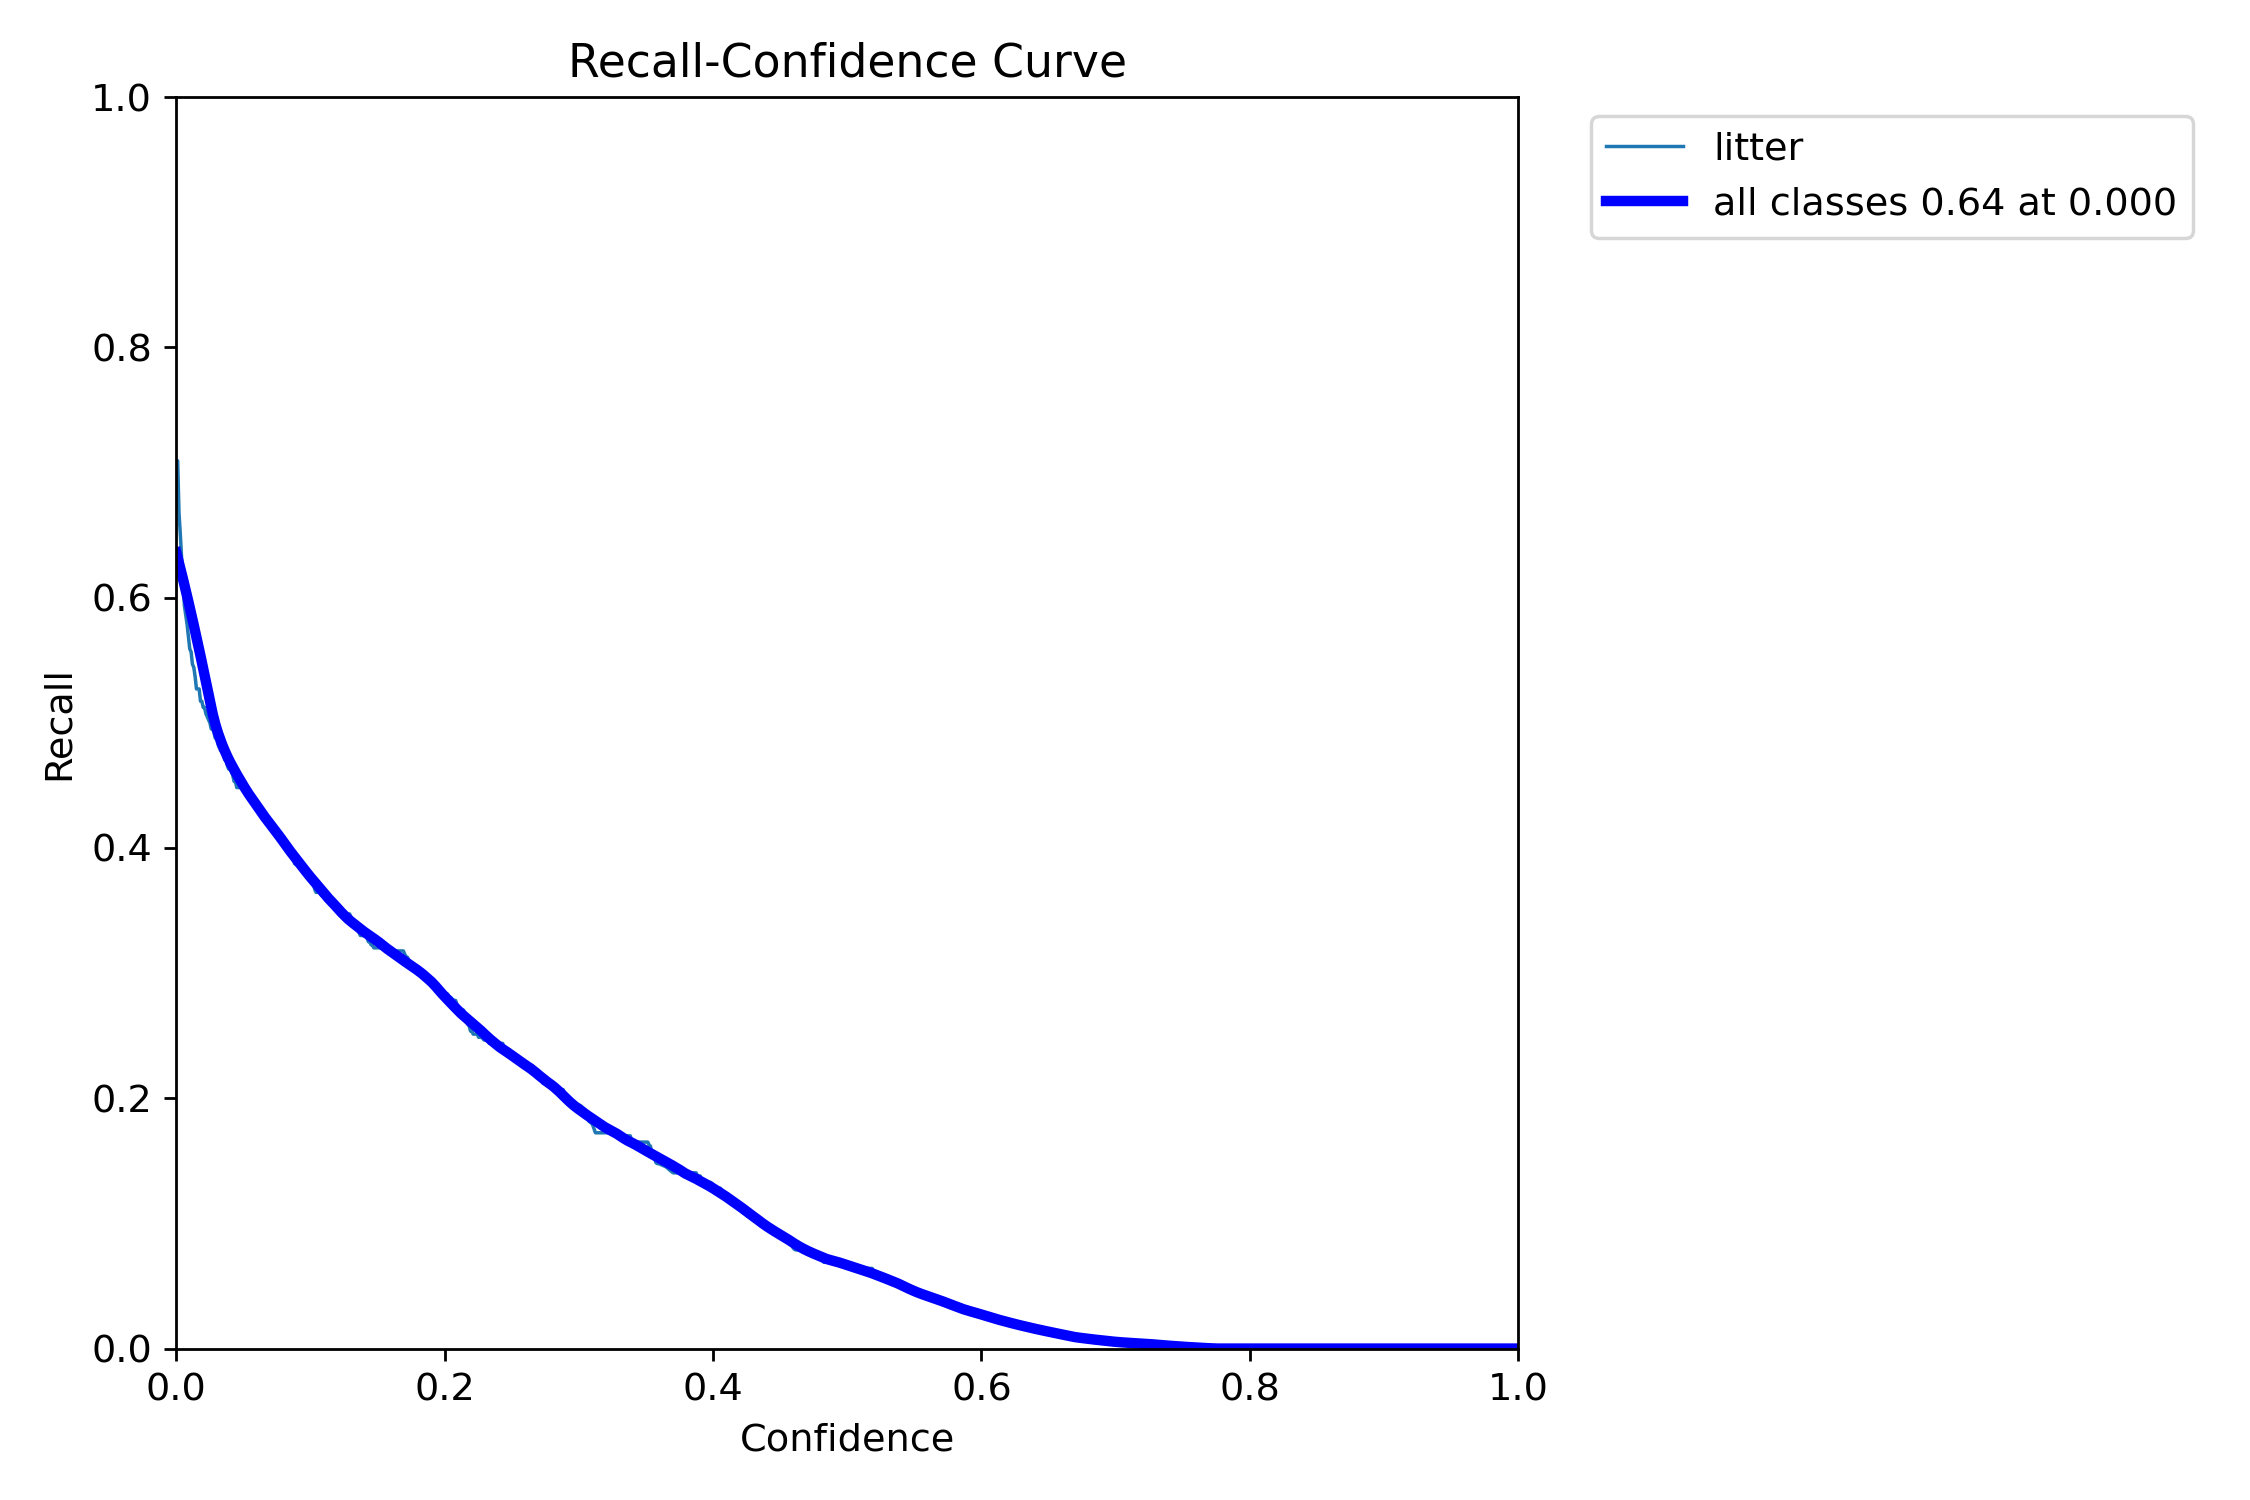 Recall-Confidence Curve
litter
all classes 0.64 at 0.000
Recall
1.0
0.8
0.6
0.4
0.2
0.0
0.0 0.2 0.4 0.6 0.8 1.0
Confidence